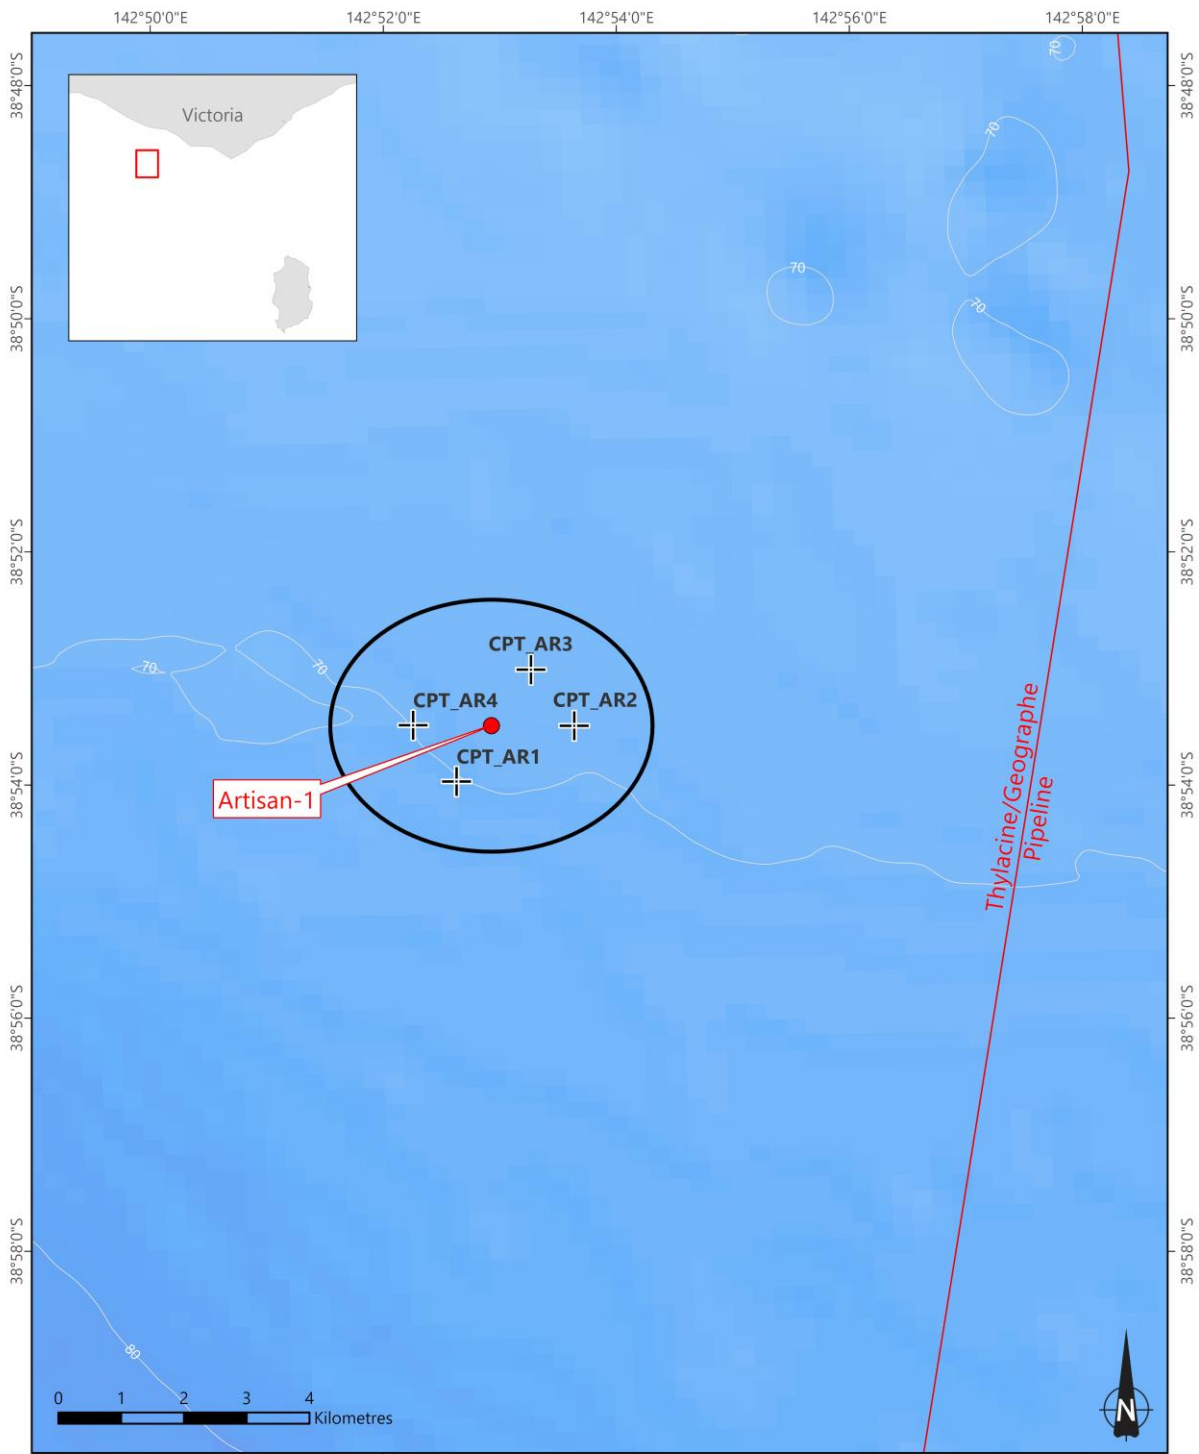 142°50'0"E 142°52'0"E 142°54'0"E 142°56'0"E 142°58'0"E
70
38°48'0"S 38°48'0"S
Victoria
70
70
70
38°50'0"S 38°50'0"S
38°52'0"S 38°52'0"S
CPT_AR3
70 70
CPT_AR4 CPT_AR2
CPT_AR1
Artisan-1
38°54'0"S 38°54'0"S
Thylacine/Geographe
Pipeline
38°56'0"S 38°56'0"S
38°58'0"S 38°58'0"S
80
0 1 2 3 4
Kilometres
N